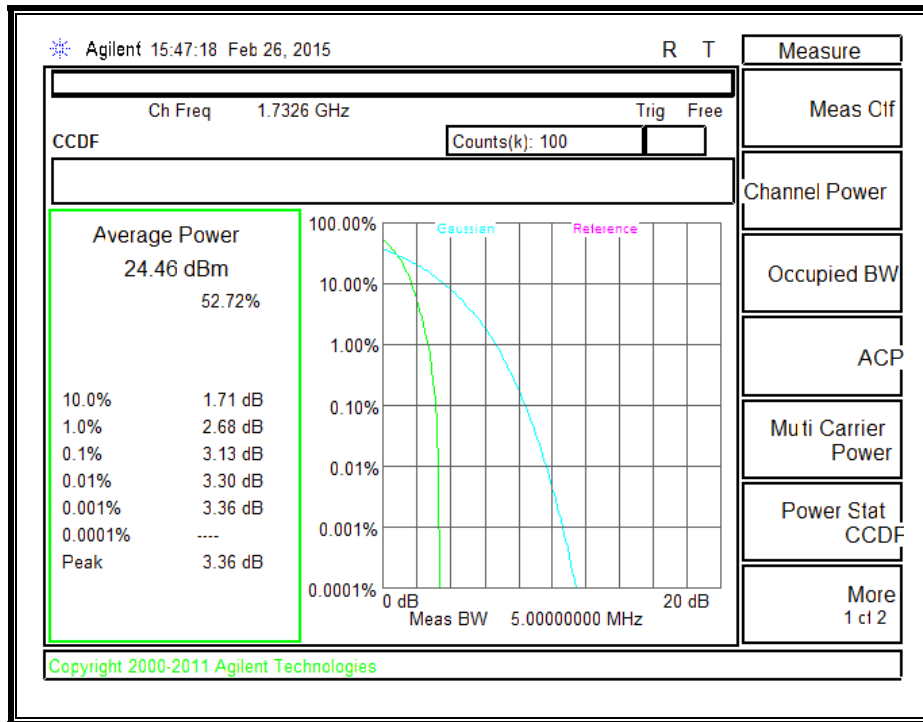 Agilent 15:47:18 Feb 26, 2015 R T
Measure
Ch Freq 1.7326 GHz Trig Free
CCDF Counts(k): 100
Meas Off
Channel Power
Occupied BW
ACP
Multi Carrier
Power
Power Stat
CCDF
More
1 of 2
Average Power
24.46 dBm
52.72%
10.0% 1.71 dB
1.0% 2.68 dB
0.1% 3.13 dB
0.01% 3.30 dB
0.001% 3.36 dB
0.0001% ----
Peak 3.36 dB
Gaussian Reference
100.00%
10.00%
1.00%
0.10%
0.01%
0.001%
0.0001%
0 dB 20 dB
Meas BW 5.00000000 MHz
Copyright 2000-2011 Agilent Technologies